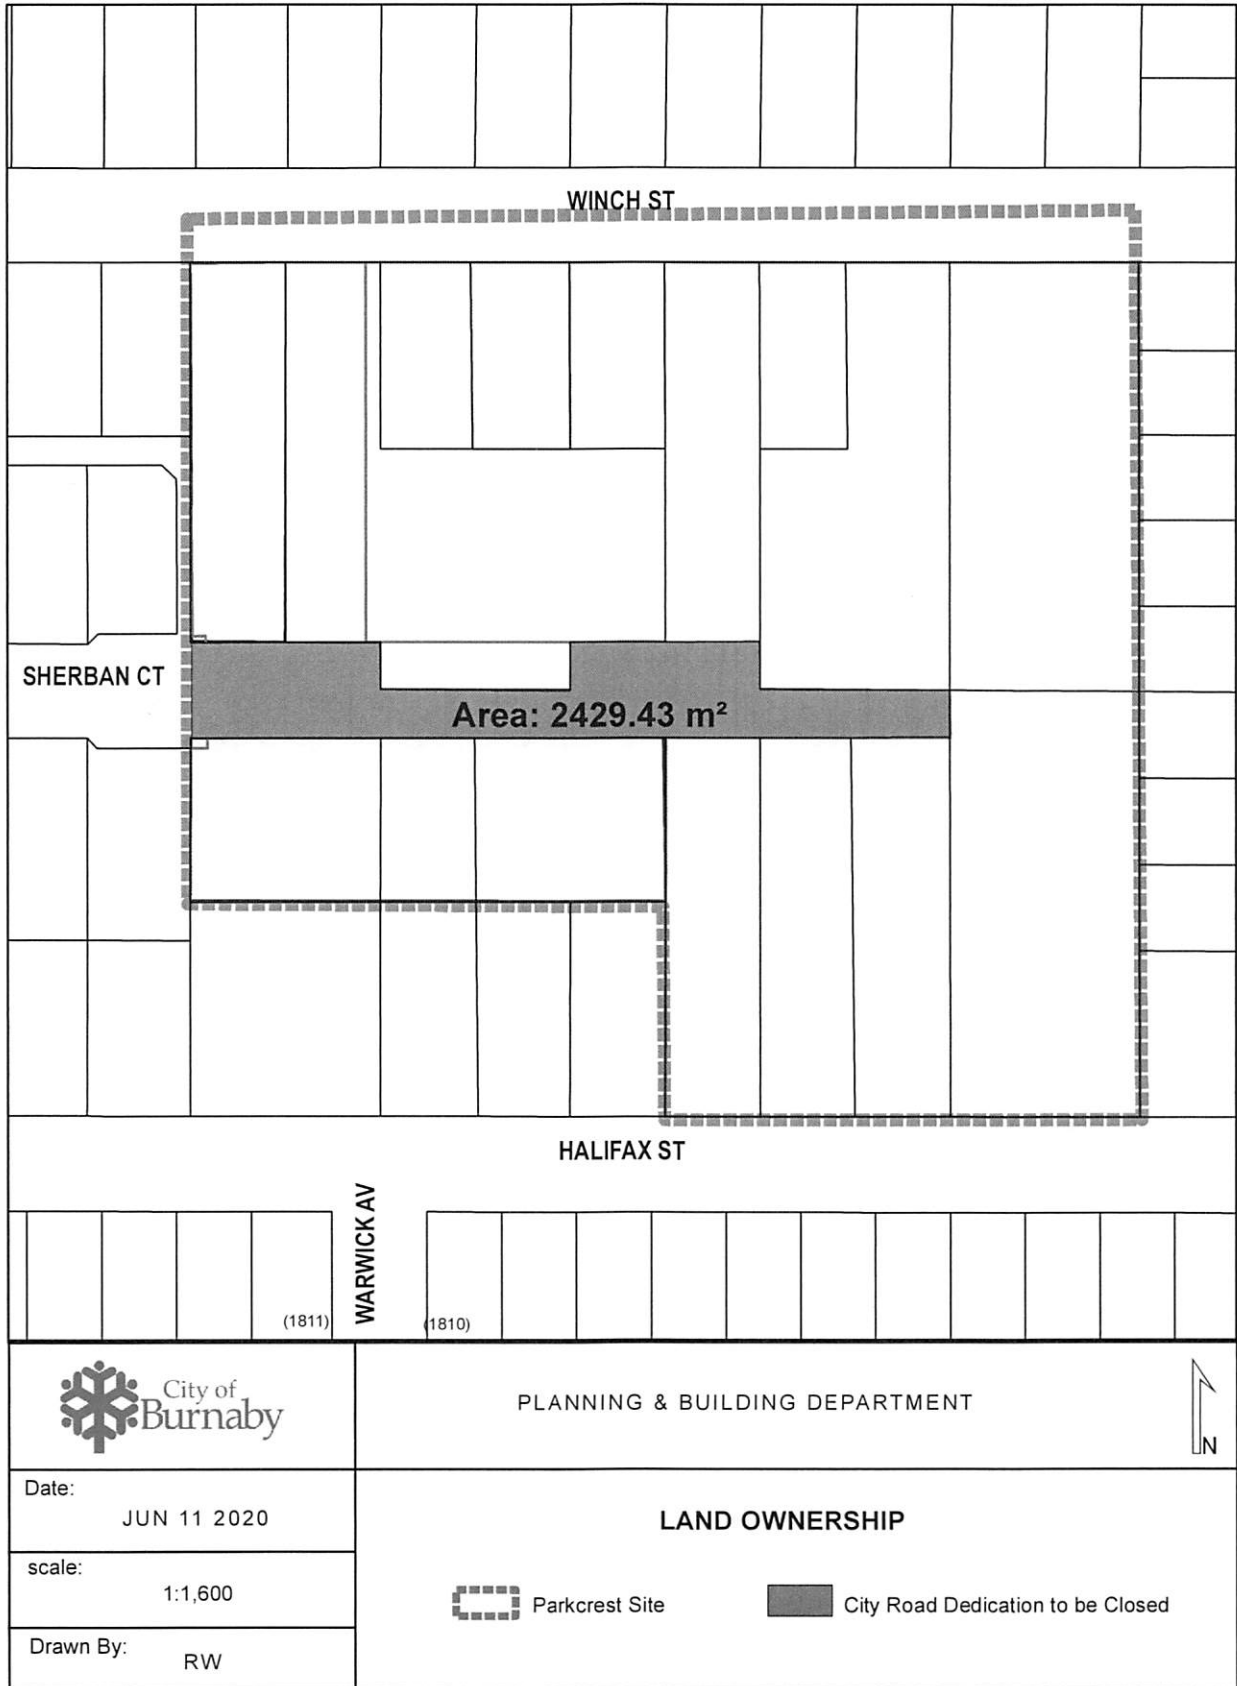 WINCH ST
SHERBAN CT
Area: 2429.43 m²
HALIFAX ST
WARWICK AV
(1811)
(1810)
City of
Burnaby
PLANNING & BUILDING DEPARTMENT
N
Date:
JUN 11 2020
LAND OWNERSHIP
scale:
1:1,600
Parkcrest Site
City Road Dedication to be Closed
Drawn By:
RW